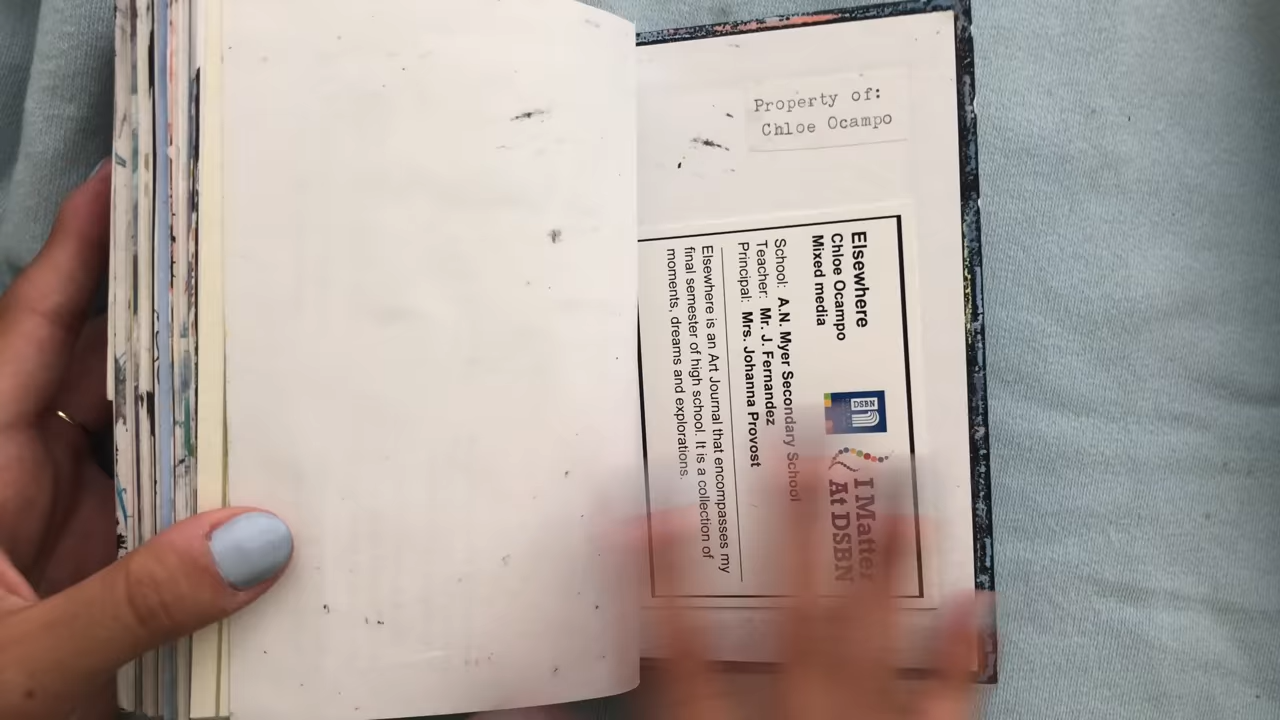 Property of:
Chloe Ocampo
Elsewhere
Chloe Ocampo
Mixed media
DSBN
I Matter
At DSBN
School: A.N. Myer Secondary School
Teacher: Mr. J. Fernandez
Principal: Mrs. Johanna Provost
Elsewhere is an Art Journal that encompasses my
final semester of high school. It is a collection of
moments, dreams and explorations.